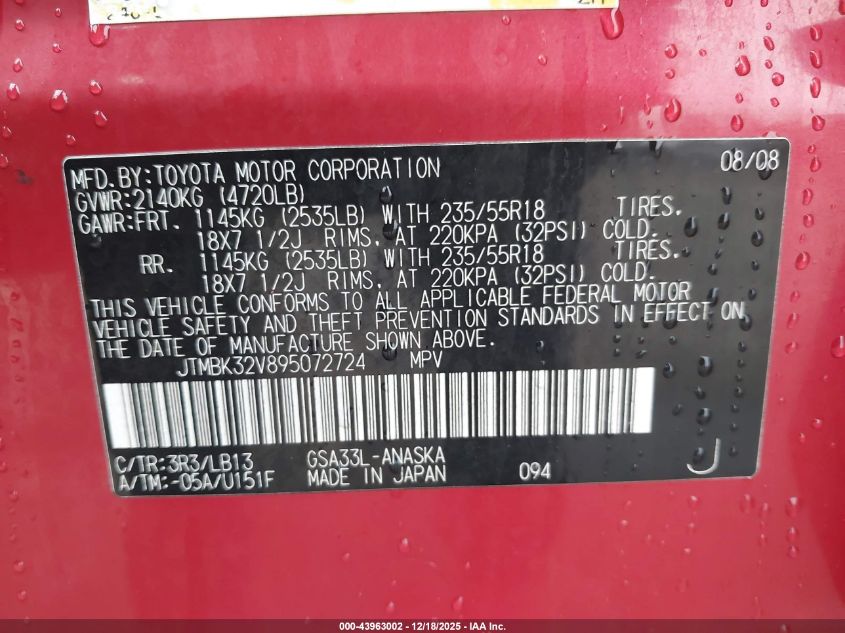 MFD.BY:TOYOTA MOTOR CORPORATION 08/08
GVWR:2140KG (4720LB)
GAWR:FRT. 1145KG (2535LB) WITH 235/55R18 TIRES.
18X7 1/2J RIMS, AT 220KPA (32PSI) COLD.
RR. 1145KG (2535LB) WITH 235/55R18 TIRES.
18X7 1/2J RIMS, AT 220KPA (32PSI) COLD.
THIS VEHICLE CONFORMS TO ALL APPLICABLE FEDERAL MOTOR
VEHICLE SAFETY AND THEFT PREVENTION STANDARDS IN EFFECT ON
THE DATE OF MANUFACTURE SHOWN ABOVE.
JTMBK32V895072724 MPV
C/TR:3R3/LB13 GSA33L-ANASKA
A/TM:-05A/U151F MADE IN JAPAN 094 J
000-43963002 - 12/18/2025 - IAA Inc.